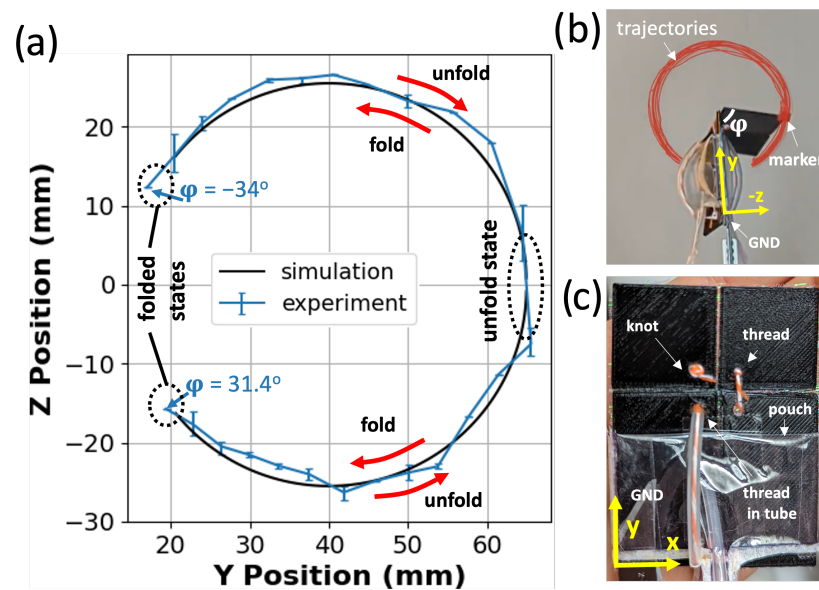 (a)
Z Position (mm)
20
10
0
−10
−20
−30
20
30
40
50
60
Y Position (mm)
unfold
fold
φ = −34°
folded
states
simulation
experiment
unfold state
φ = 31.4°
fold
unfold
(b)
trajectories
φ
marker
y
-z
GND
(c)
knot
thread
pouch
GND
thread
in tube
y
x